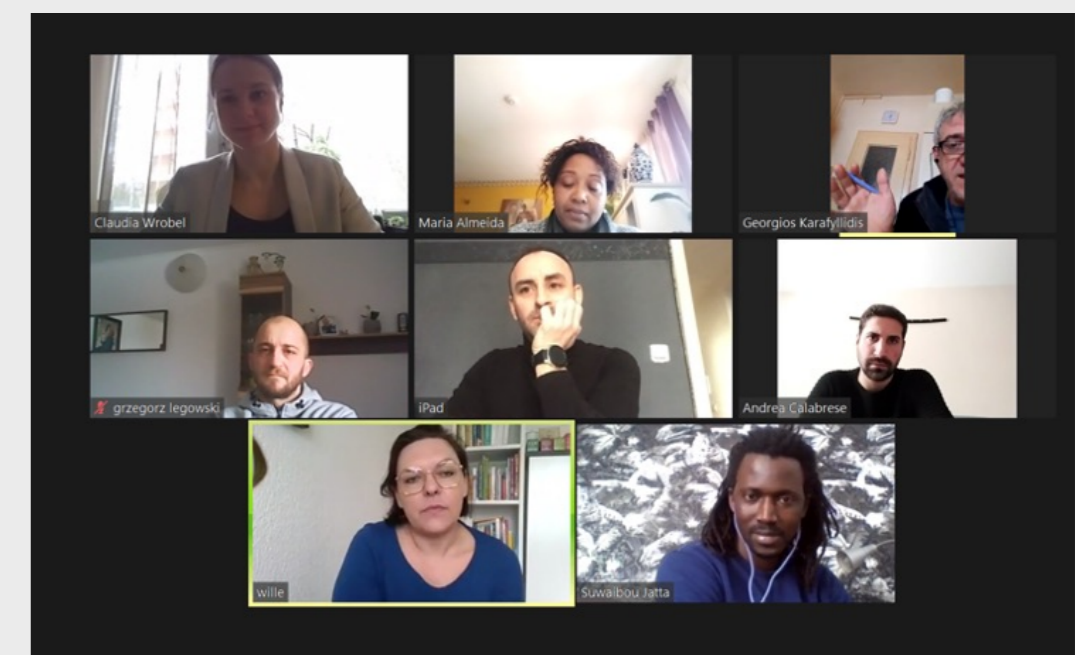 Claudia Wrobel
Maria Almeida
Georgios Karafyllidis
grzegorz legowski
iPad
Andrea Calabrese
wille
Suwaibou Jatta